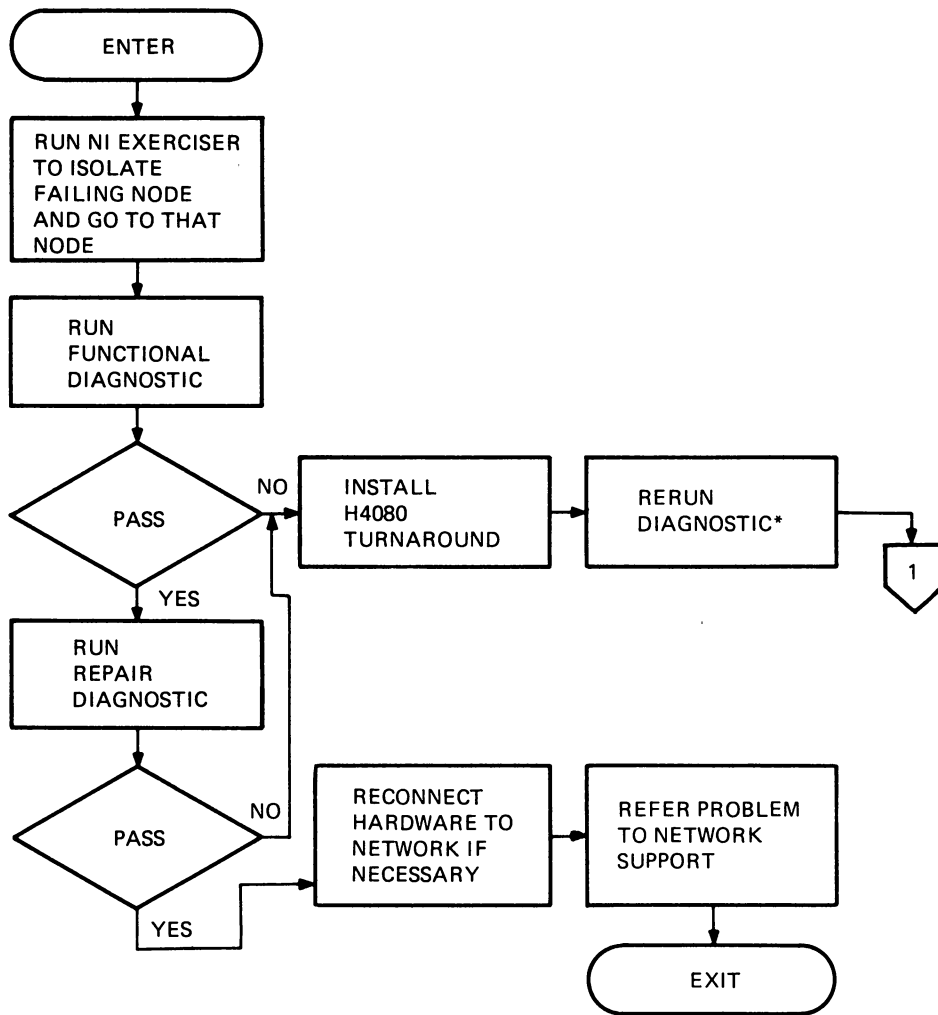 ENTER
RUN NI EXERCISER
TO ISOLATE
FAILING NODE
AND GO TO THAT
NODE
RUN
FUNCTIONAL
DIAGNOSTIC
PASS
NO
INSTALL
H4080
TURNAROUND
RERUN
DIAGNOSTIC*
1
YES
RUN
REPAIR
DIAGNOSTIC
PASS
NO
YES
RECONNECT
HARDWARE TO
NETWORK IF
NECESSARY
REFER PROBLEM
TO NETWORK
SUPPORT
EXIT